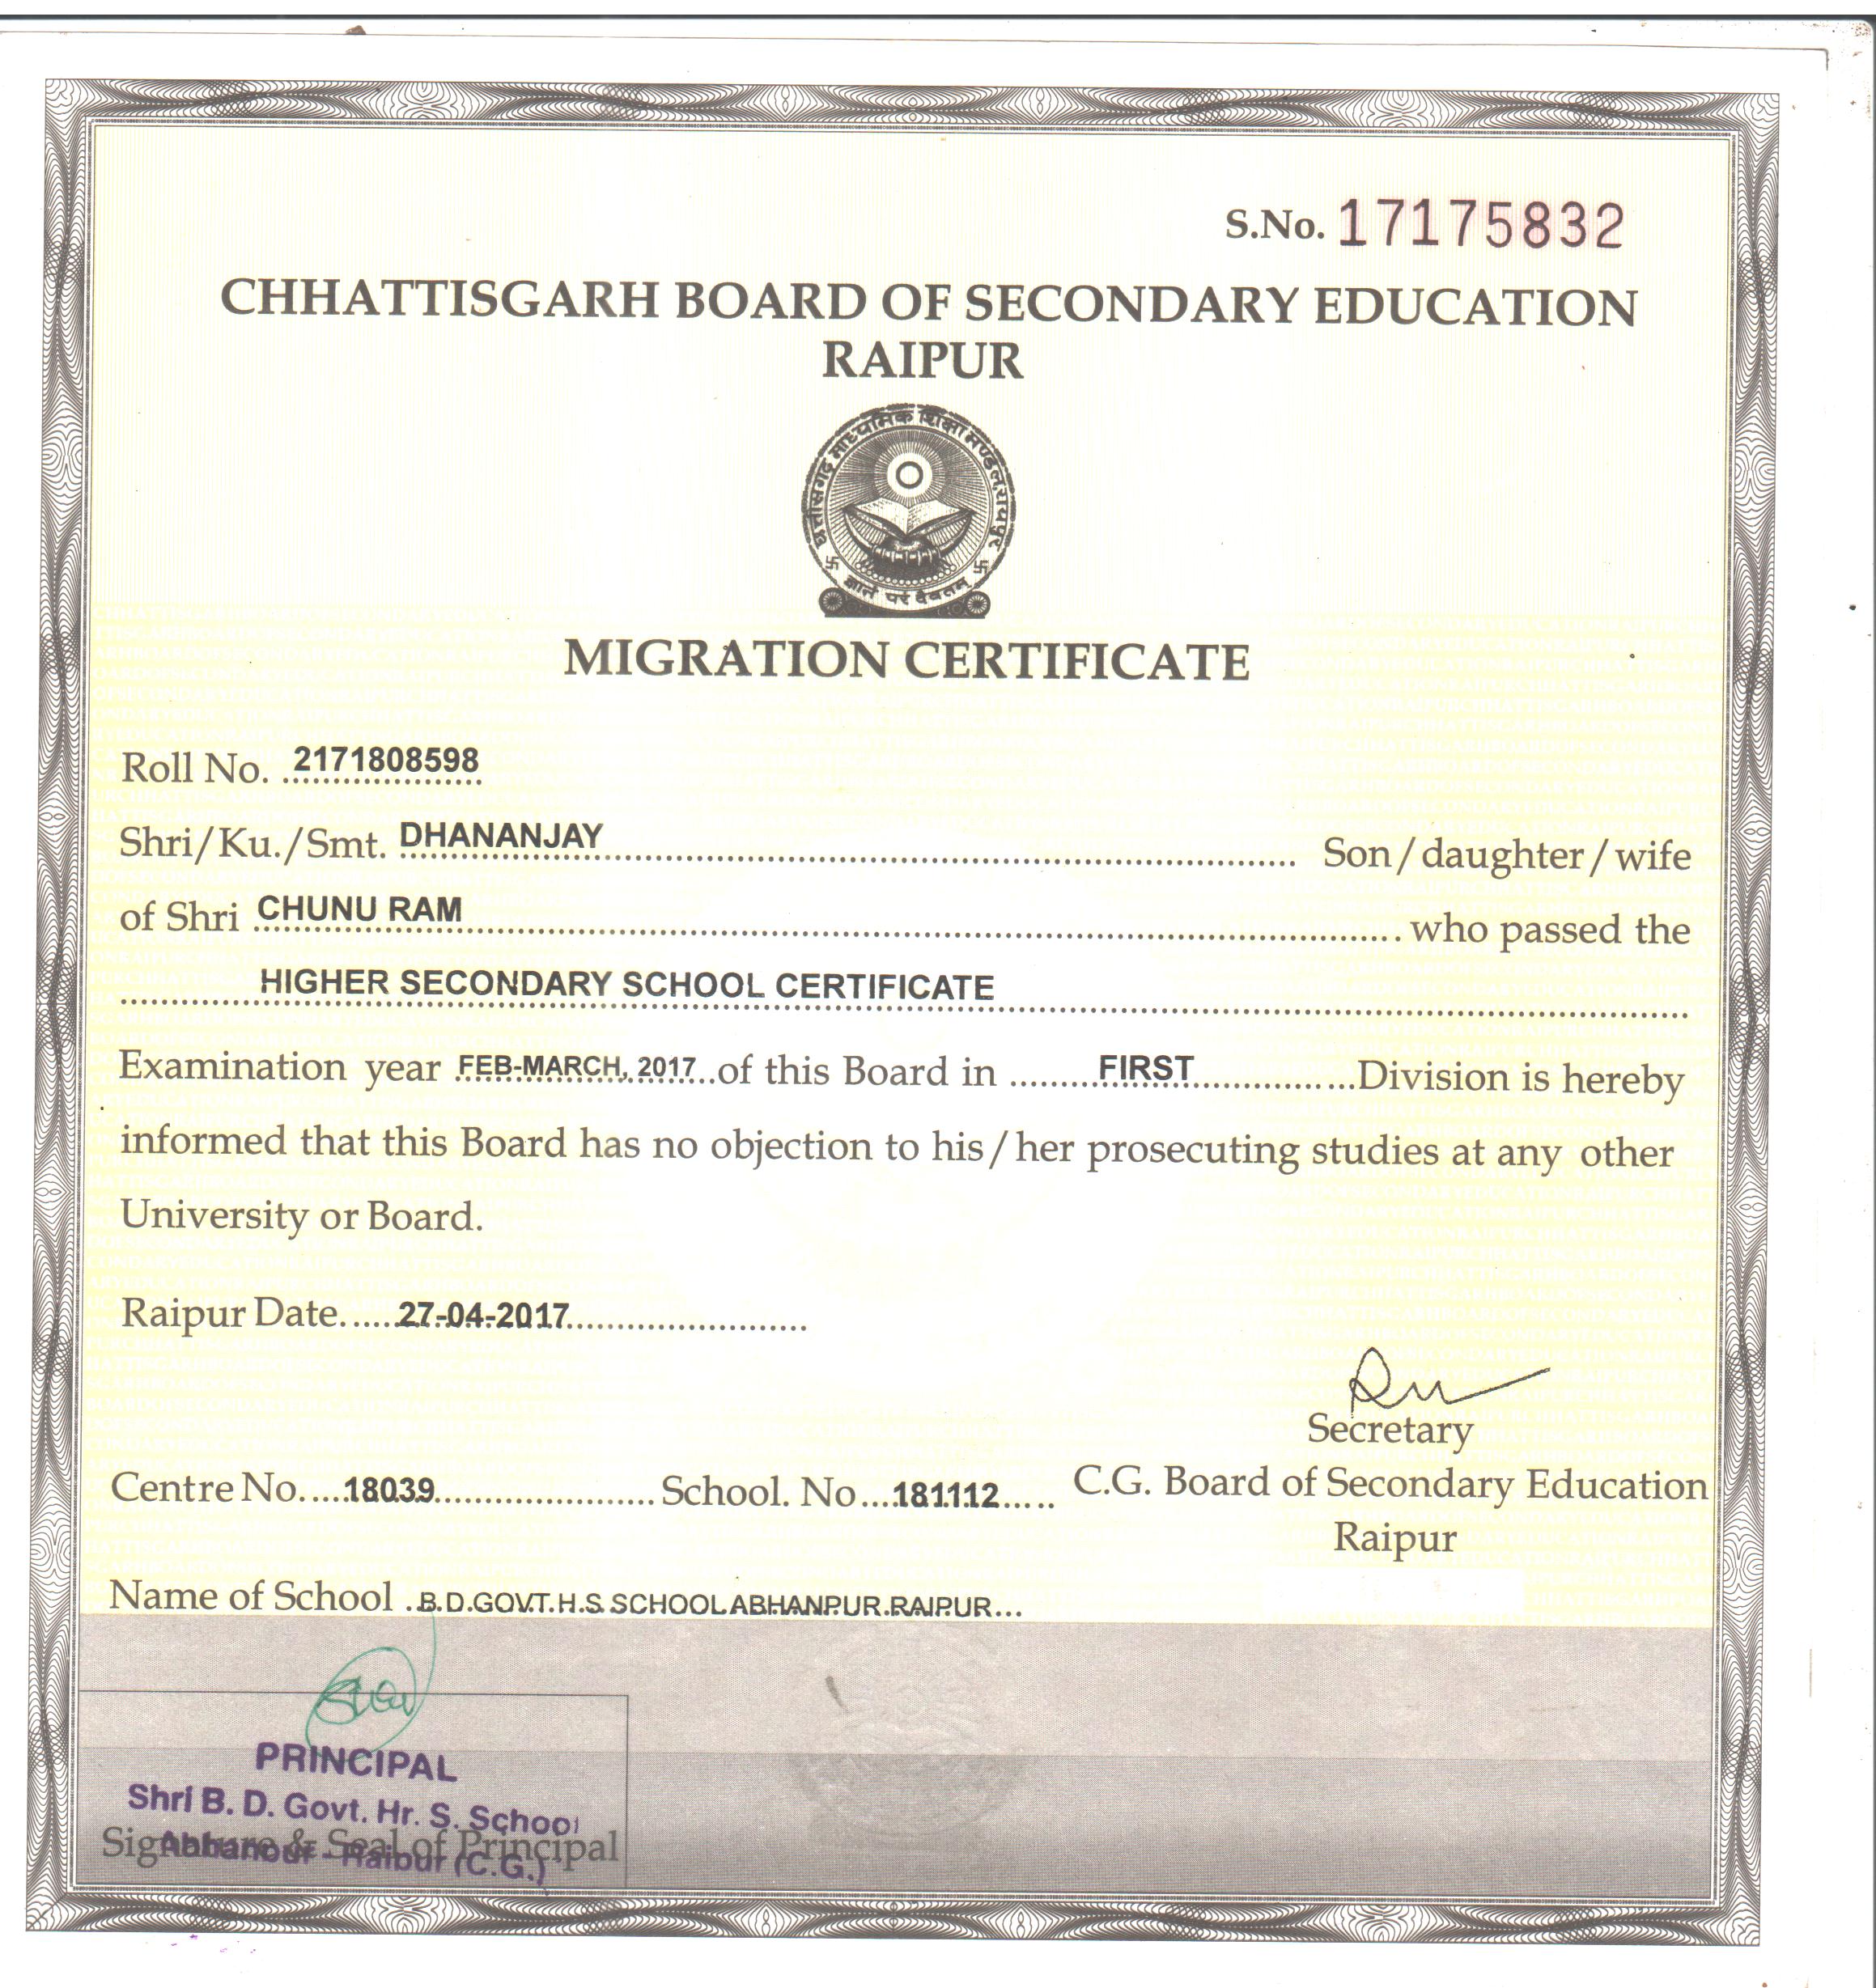 S.No. 17175832
CHHATTISGARH BOARD OF SECONDARY EDUCATION
RAIPUR
छत्तीसगढ़ माध्यमिक शिक्षा मण्डल, रायपुर
MIGRATION CERTIFICATE
Roll No. 2171808598
Shri/Ku./Smt. DHANANJAY Son/daughter/wife
of Shri CHUNU RAM who passed the
HIGHER SECONDARY SCHOOL CERTIFICATE
Examination year FEB-MARCH, 2017 of this Board in FIRST Division is hereby
informed that this Board has no objection to his/her prosecuting studies at any other
University or Board.
Raipur Date 27-04-2017
Secretary
Centre No. 18039 School. No 181112 C.G. Board of Secondary Education
Raipur
Name of School B.D.GOVT.H.S.SCHOOL ABHANPUR RAIPUR
PRINCIPAL
Shri B. D. Govt. Hr. S. School
Abhanpur - Raipur (C.G.)
Signature & Seal of Principal